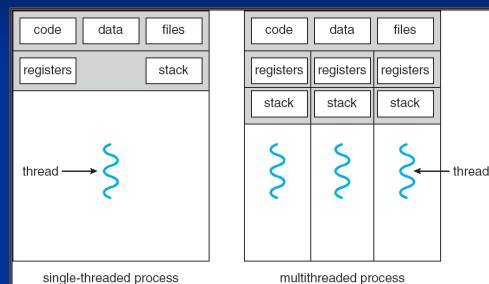 code data files code data files
registers stack registers registers registers
stack stack stack
thread thread
single-threaded process multithreaded process